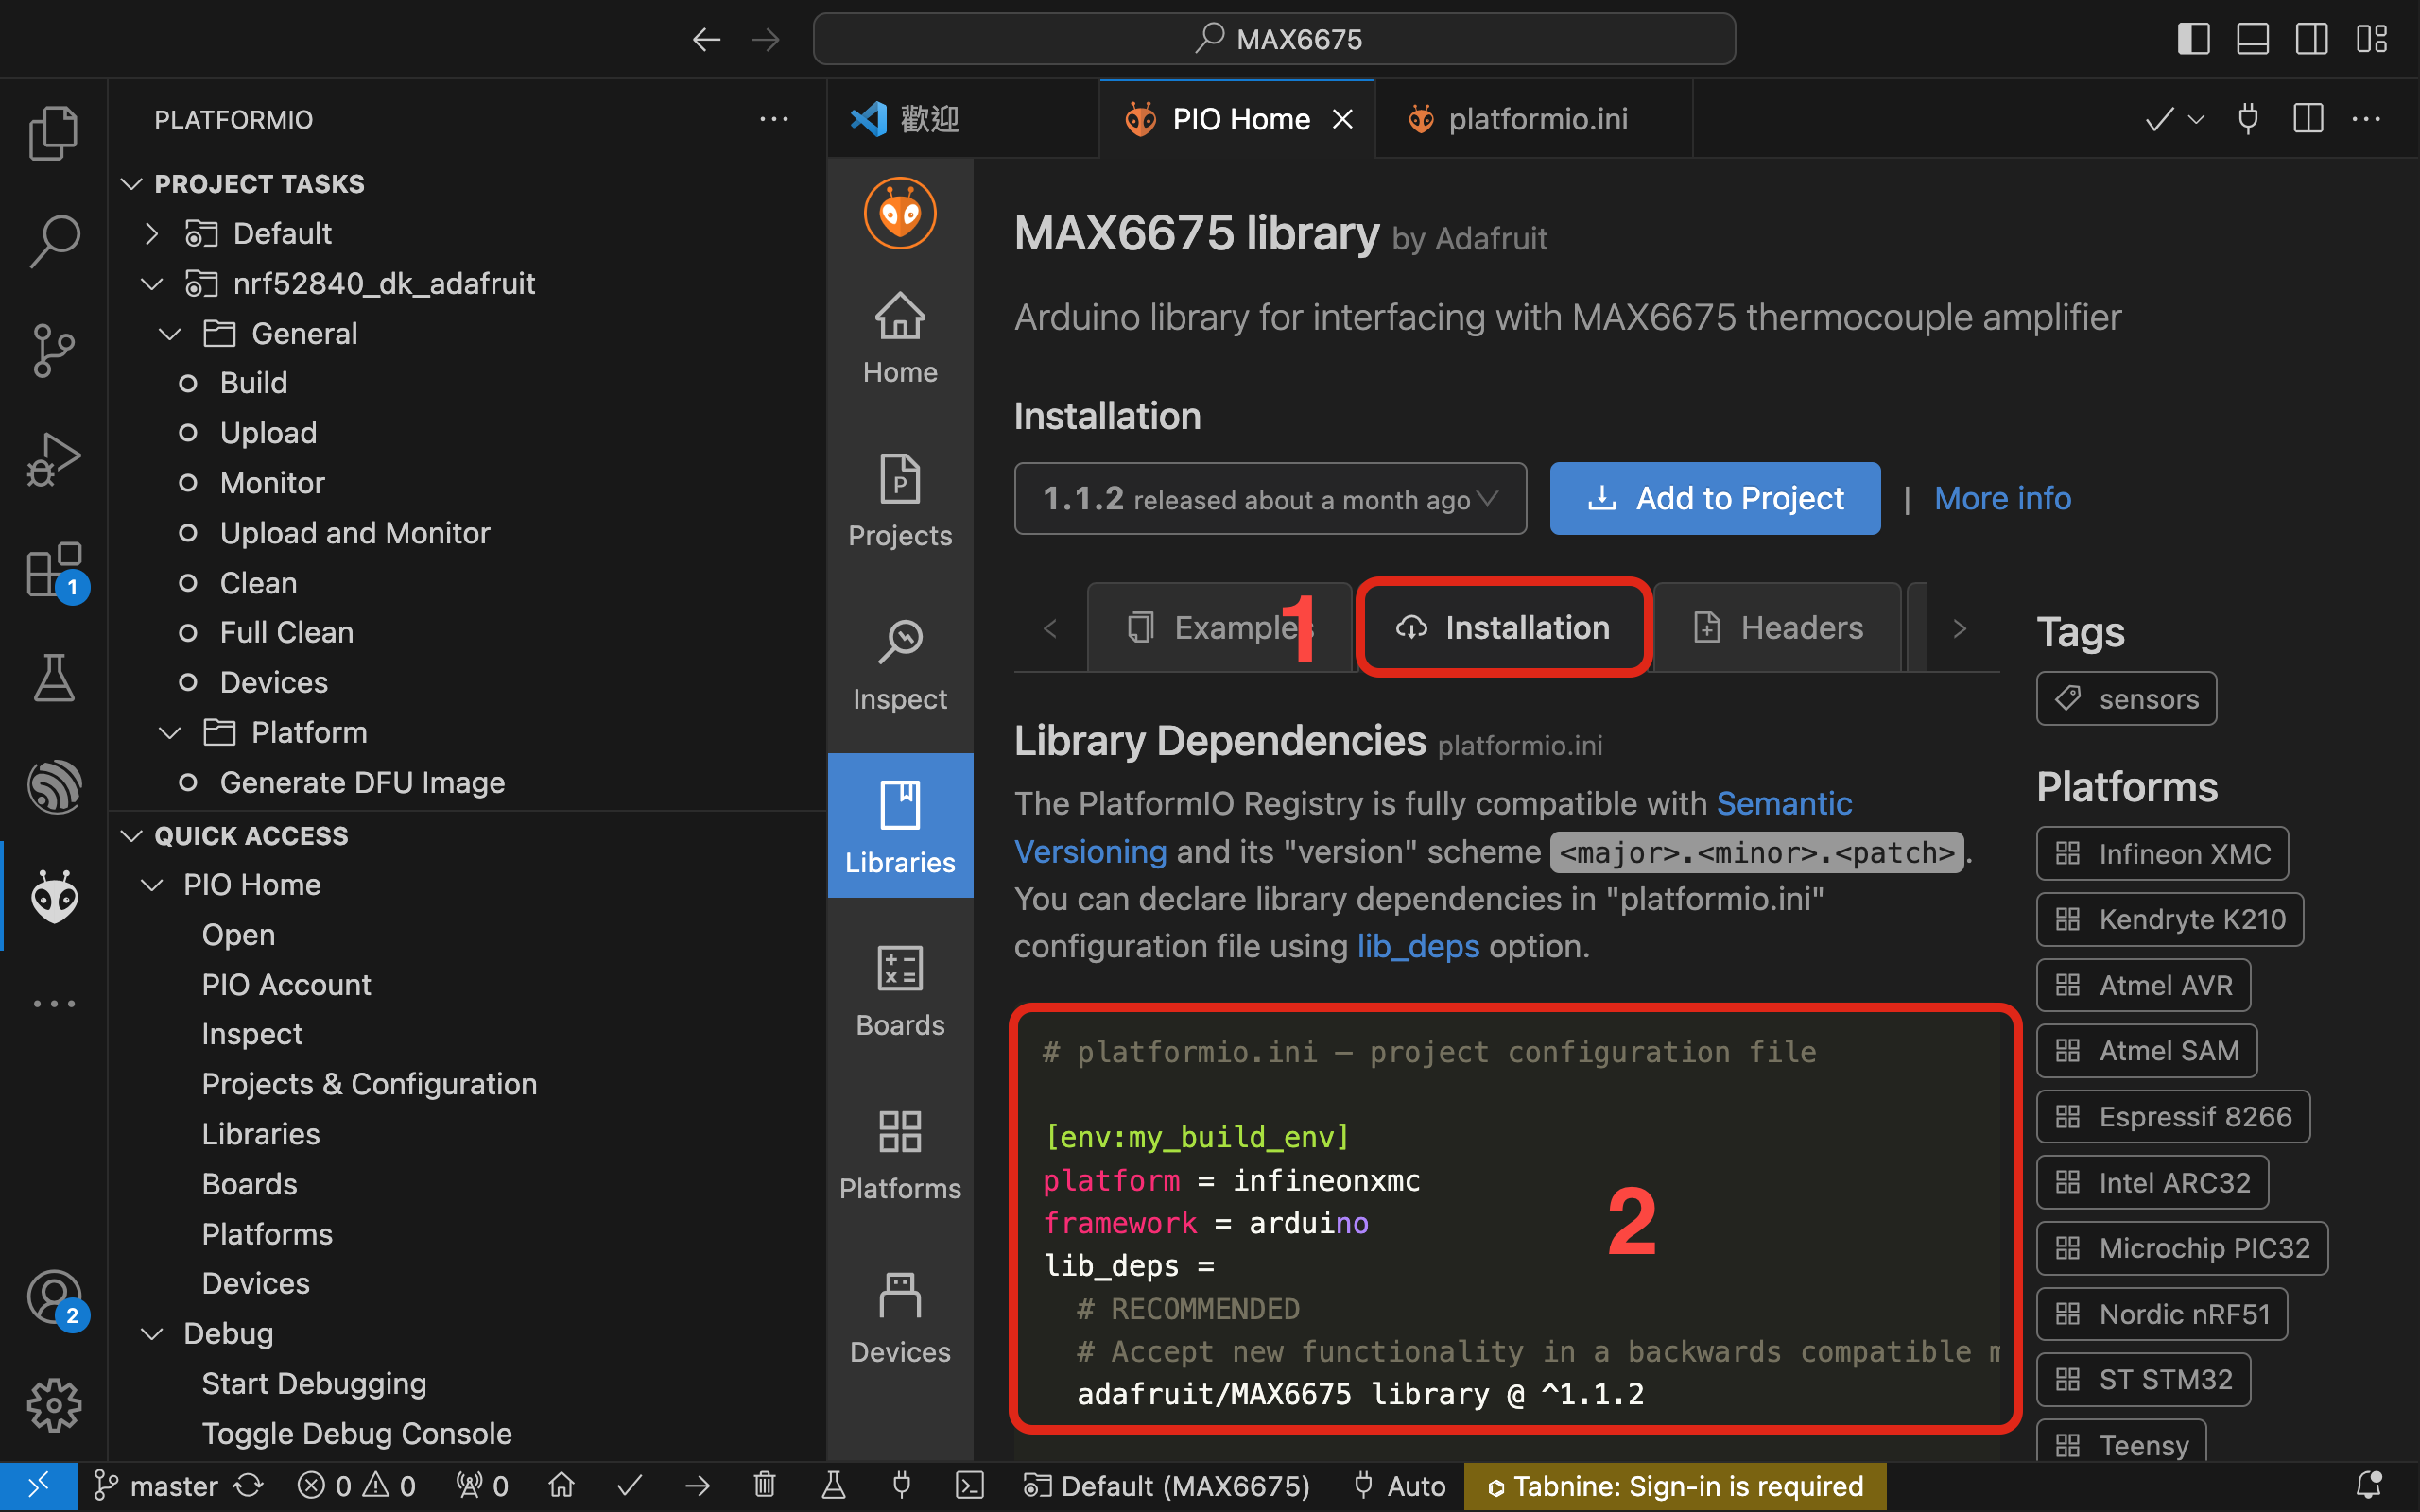 MAX6675
PLATFORMIO
PROJECT TASKS
Default
nrf52840_dk_adafruit
General
Build
Upload
Monitor
Upload and Monitor
Clean
Full Clean
Devices
Platform
Generate DFU Image
QUICK ACCESS
PIO Home
Open
PIO Account
Inspect
Projects & Configuration
Libraries
Boards
Platforms
Devices
Debug
Start Debugging
Toggle Debug Console
1
2
歡迎
PIO Home
platformio.ini
Home
Projects
Inspect
Libraries
Boards
Platforms
Devices
MAX6675 library by Adafruit
Arduino library for interfacing with MAX6675 thermocouple amplifier
Installation
1.1.2 released about a month ago
Add to Project
| More info
Examples
1
Installation
Headers
Library Dependencies platformio.ini
The PlatformIO Registry is fully compatible with Semantic
Versioning and its "version" scheme <major>.<minor>.<patch>.
You can declare library dependencies in "platformio.ini"
configuration file using lib_deps option.
# platformio.ini – project configuration file
[env:my_build_env]
platform = infineonxmc
framework = arduino
lib_deps =
# RECOMMENDED
# Accept new functionality in a backwards compatible m
adafruit/MAX6675 library @ ^1.1.2
2
Tags
sensors
Platforms
Infineon XMC
Kendryte K210
Atmel AVR
Atmel SAM
Espressif 8266
Intel ARC32
Microchip PIC32
Nordic nRF51
ST STM32
Teensy
master
0
0
0
Default (MAX6675)
Auto
Tabnine: Sign-in is required